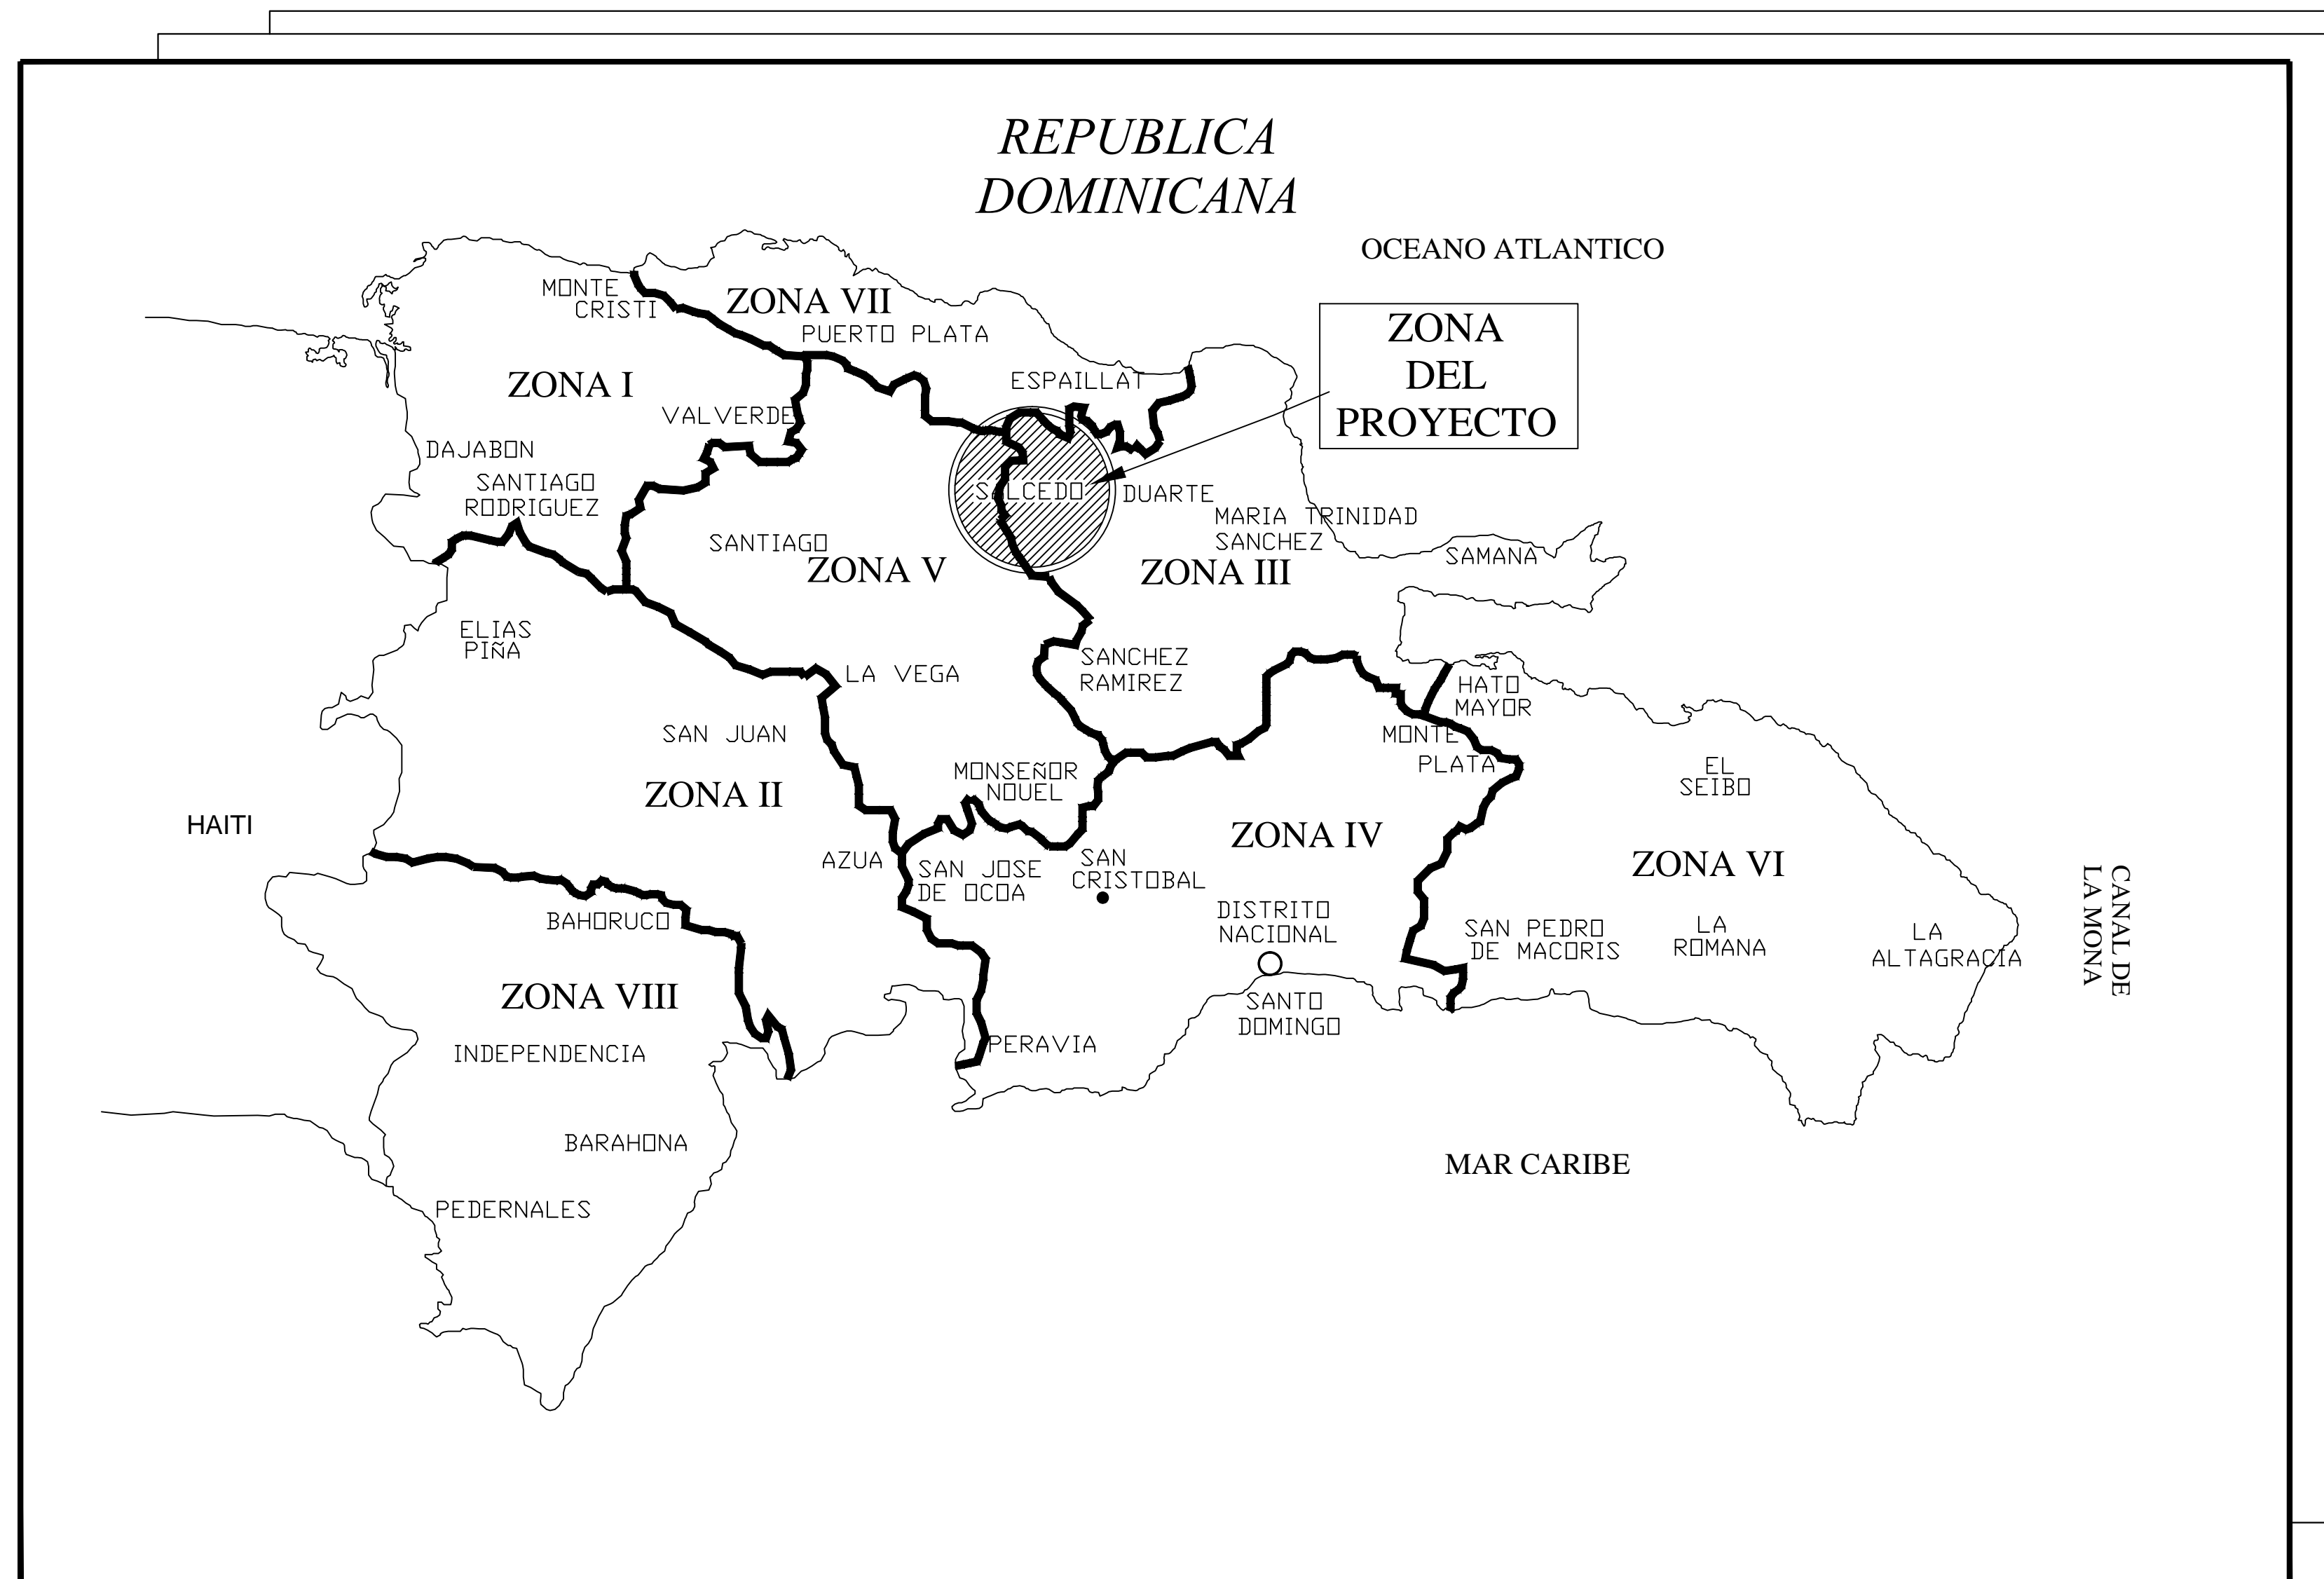 REPUBLICA
DOMINICANA
OCEANO ATLANTICO
MONTE
CRISTI
ZONA VII
PUERTO PLATA
ZONA
DEL
PROYECTO
ZONA I
ESPAILLAT
VALVERDE
DAJABON
SANTIAGO
RODRIGUEZ
SALCEDO
DUARTE
MARIA TRINIDAD
SANCHEZ
SANTIAGO
ZONA V
ZONA III
SAMANA
ELIAS
PIÑA
LA VEGA
SANCHEZ
RAMIREZ
HATO
MAYOR
SAN JUAN
MONTE
PLATA
MONSEÑOR
NOUEL
EL
SEIBO
ZONA II
HAITI
ZONA IV
AZUA
SAN JOSE
DE OCOA
SAN
CRISTOBAL
ZONA VI
CANAL DE
LA MONA
BAHORUCO
DISTRITO
NACIONAL
SAN PEDRO
DE MACORIS
LA
ROMANA
LA
ALTAGRACIA
ZONA VIII
SANTO
DOMINGO
INDEPENDENCIA
PERAVIA
BARAHONA
MAR CARIBE
PEDERNALES